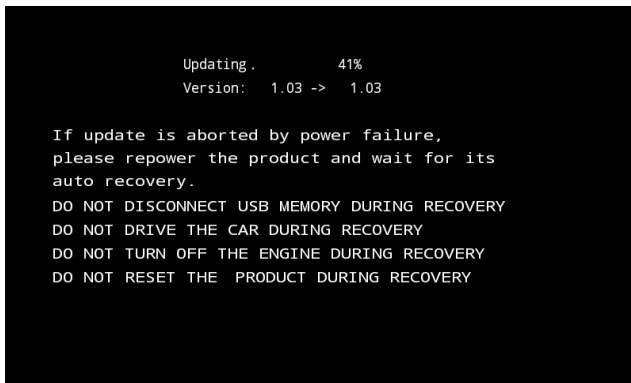 Updating. 41%
Version: 1.03 -> 1.03
If update is aborted by power failure,
please repower the product and wait for its
auto recovery.
DO NOT DISCONNECT USB MEMORY DURING RECOVERY
DO NOT DRIVE THE CAR DURING RECOVERY
DO NOT TURN OFF THE ENGINE DURING RECOVERY
DO NOT RESET THE PRODUCT DURING RECOVERY